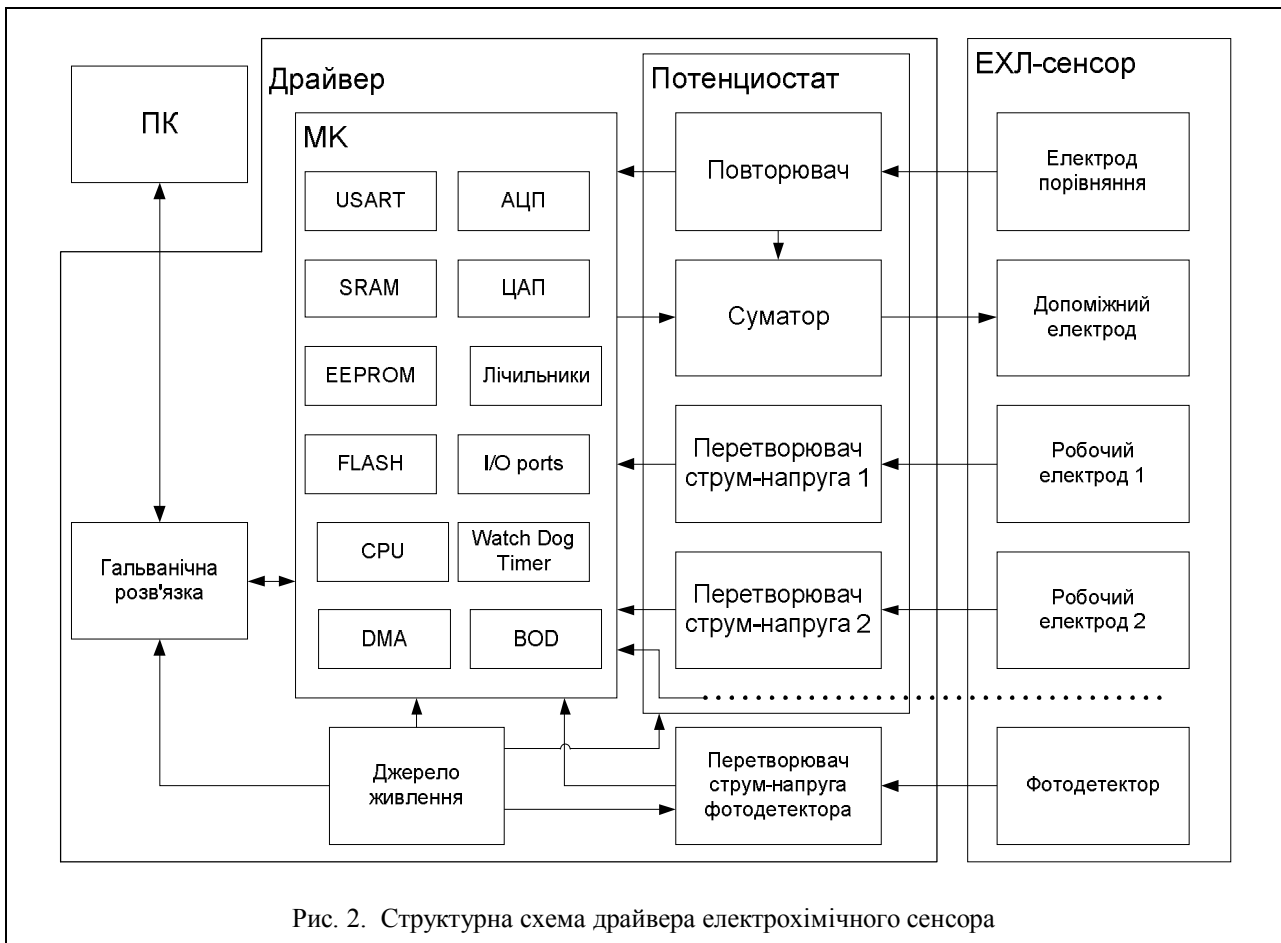 ПК
Драйвер
МК
USART
АЦП
SRAM
ЦАП
EEPROM
Лічильники
FLASH
I/O ports
CPU
Watch Dog
Timer
DMA
BOD
Потенциостат
Повторювач
Суматор
Перетворювач
струм-напруга 1
Перетворювач
струм-напруга 2
ЕХЛ-сенсор
Електрод
порівняння
Допоміжний
електрод
Робочий
електрод 1
Робочий
електрод 2
Гальванічна
розв'язка
Джерело
живлення
Перетворювач
струм-напруга
фотодетектора
Фотодетектор
Рис. 2. Структурна схема драйвера електрохімічного сенсора